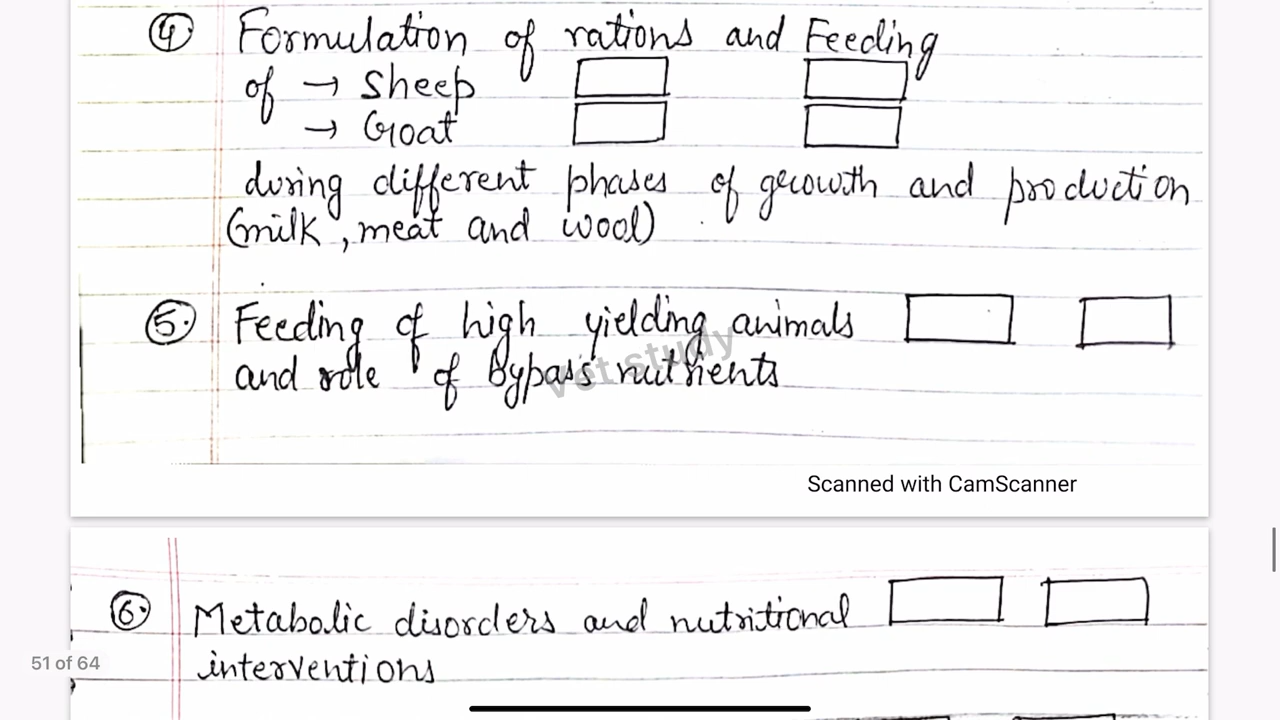 ④ Formulation of rations and Feeding
of → Sheep
→ Goat
during different phases of growth and production
(milk, meat and wool)
⑤. Feeding of high yielding animals
and role of Bypass nutrients
vet study
Scanned with CamScanner
⑥. Metabolic disorders and nutritional
interventions
51 of 64